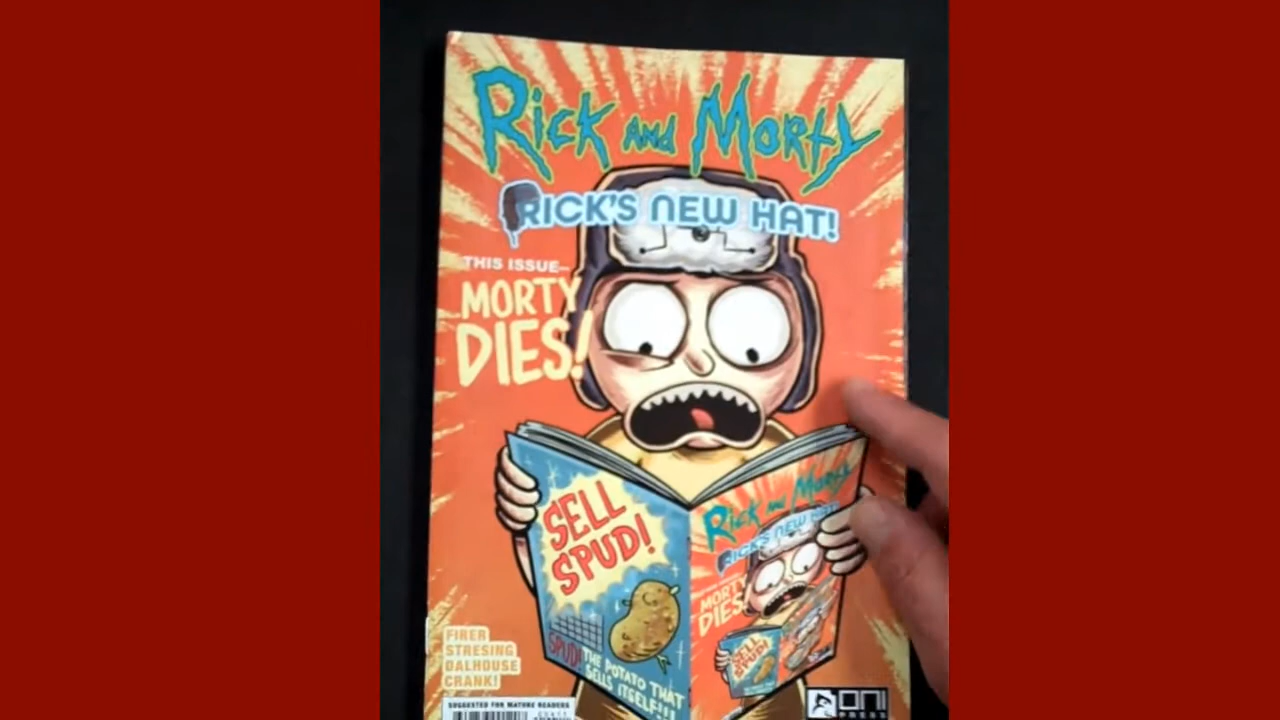 RICK AND MORTY
RICK'S NEW HAT!
THIS ISSUE-
MORTY
DIES!
SELL
SPUD!
SPUD!
THE POTATO THAT
SELLS ITSELF!!!
RICK AND MORTY
RICK'S NEW HAT
MORTY
DIES
SELL
SPUD!
FIRER
STRESING
DALHOUSE
CRANK!
SUGGESTED FOR MATURE READERS
ONI
PRESS